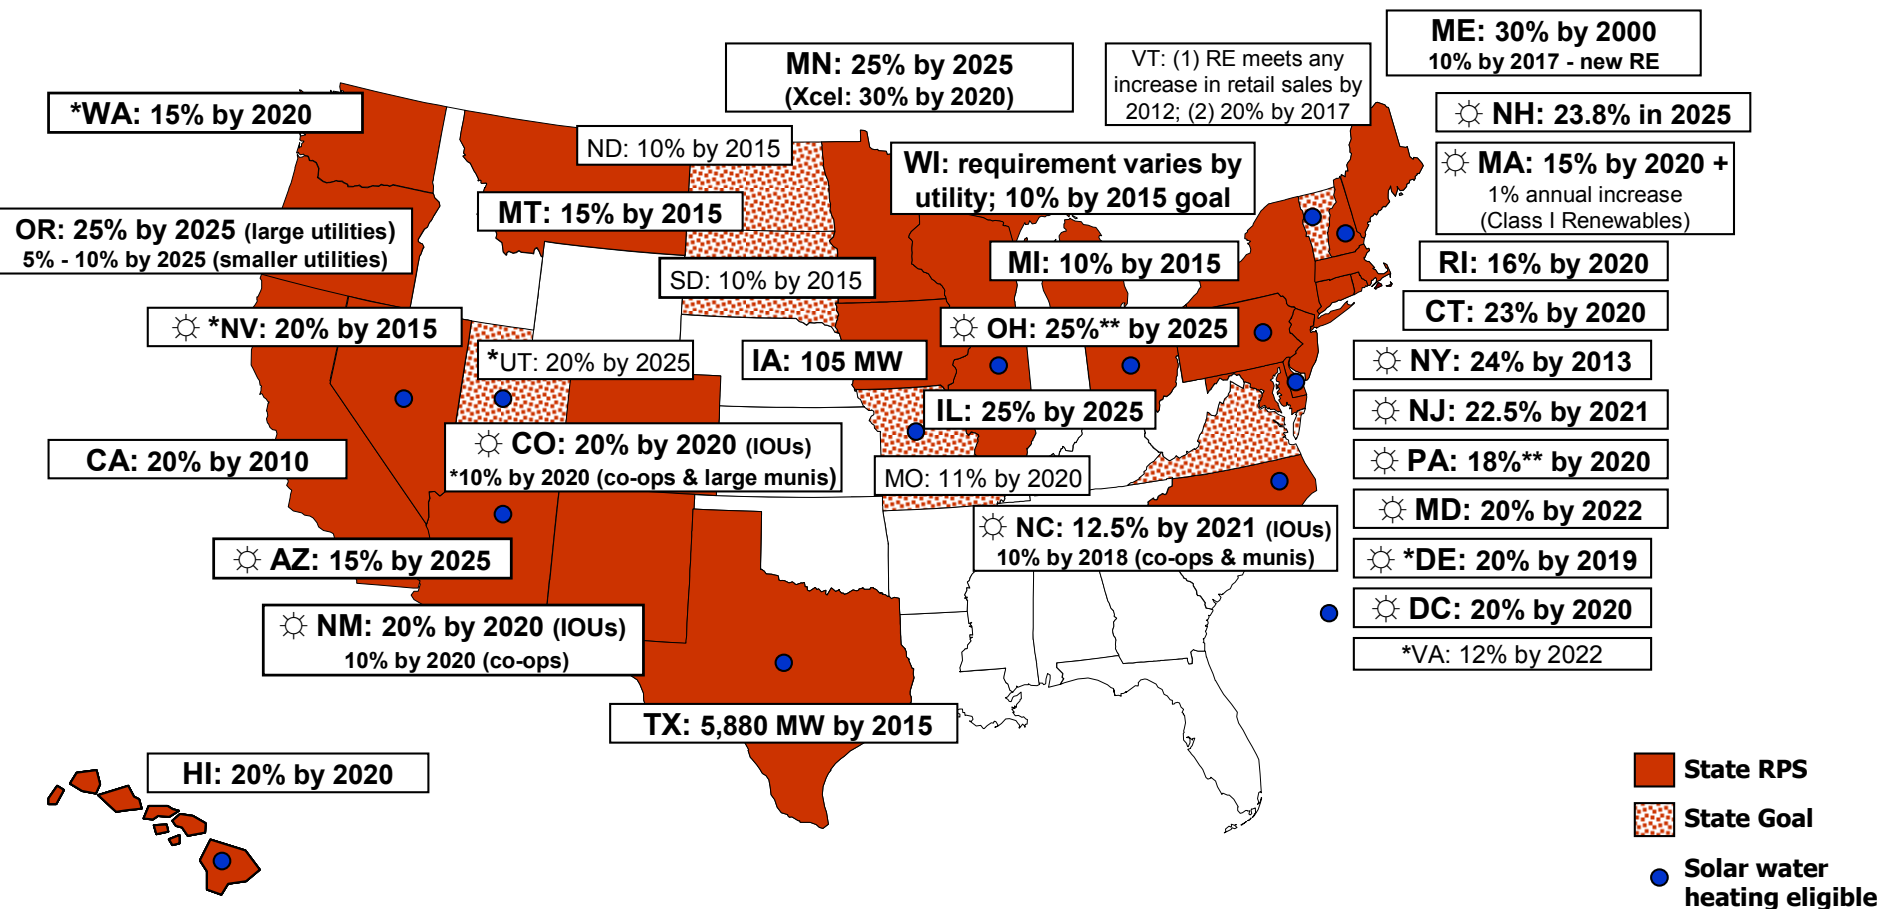 ME: 30% by 2000
10% by 2017 - new RE
MN: 25% by 2025
(Xcel: 30% by 2020)
VT: (1) RE meets any
increase in retail sales by
2012; (2) 20% by 2017
*WA: 15% by 2020
☼ NH: 23.8% in 2025
ND: 10% by 2015
WI: requirement varies by
utility; 10% by 2015 goal
☼ MA: 15% by 2020 +
1% annual increase
(Class I Renewables)
MT: 15% by 2015
OR: 25% by 2025 (large utilities)
5% - 10% by 2025 (smaller utilities)
MI: 10% by 2015
RI: 16% by 2020
SD: 10% by 2015
CT: 23% by 2020
☼ *NV: 20% by 2015
☼ OH: 25%** by 2025
*UT: 20% by 2025
IA: 105 MW
☼ NY: 24% by 2013
IL: 25% by 2025
☼ NJ: 22.5% by 2021
CA: 20% by 2010
☼ CO: 20% by 2020 (IOUs)
*10% by 2020 (co-ops & large munis)
MO: 11% by 2020
☼ PA: 18%** by 2020
☼ MD: 20% by 2022
☼ NC: 12.5% by 2021 (IOUs)
10% by 2018 (co-ops & munis)
☼ AZ: 15% by 2025
☼ *DE: 20% by 2019
☼ DC: 20% by 2020
☼ NM: 20% by 2020 (IOUs)
10% by 2020 (co-ops)
*VA: 12% by 2022
TX: 5,880 MW by 2015
HI: 20% by 2020
State RPS
State Goal
Solar water
heating eligible